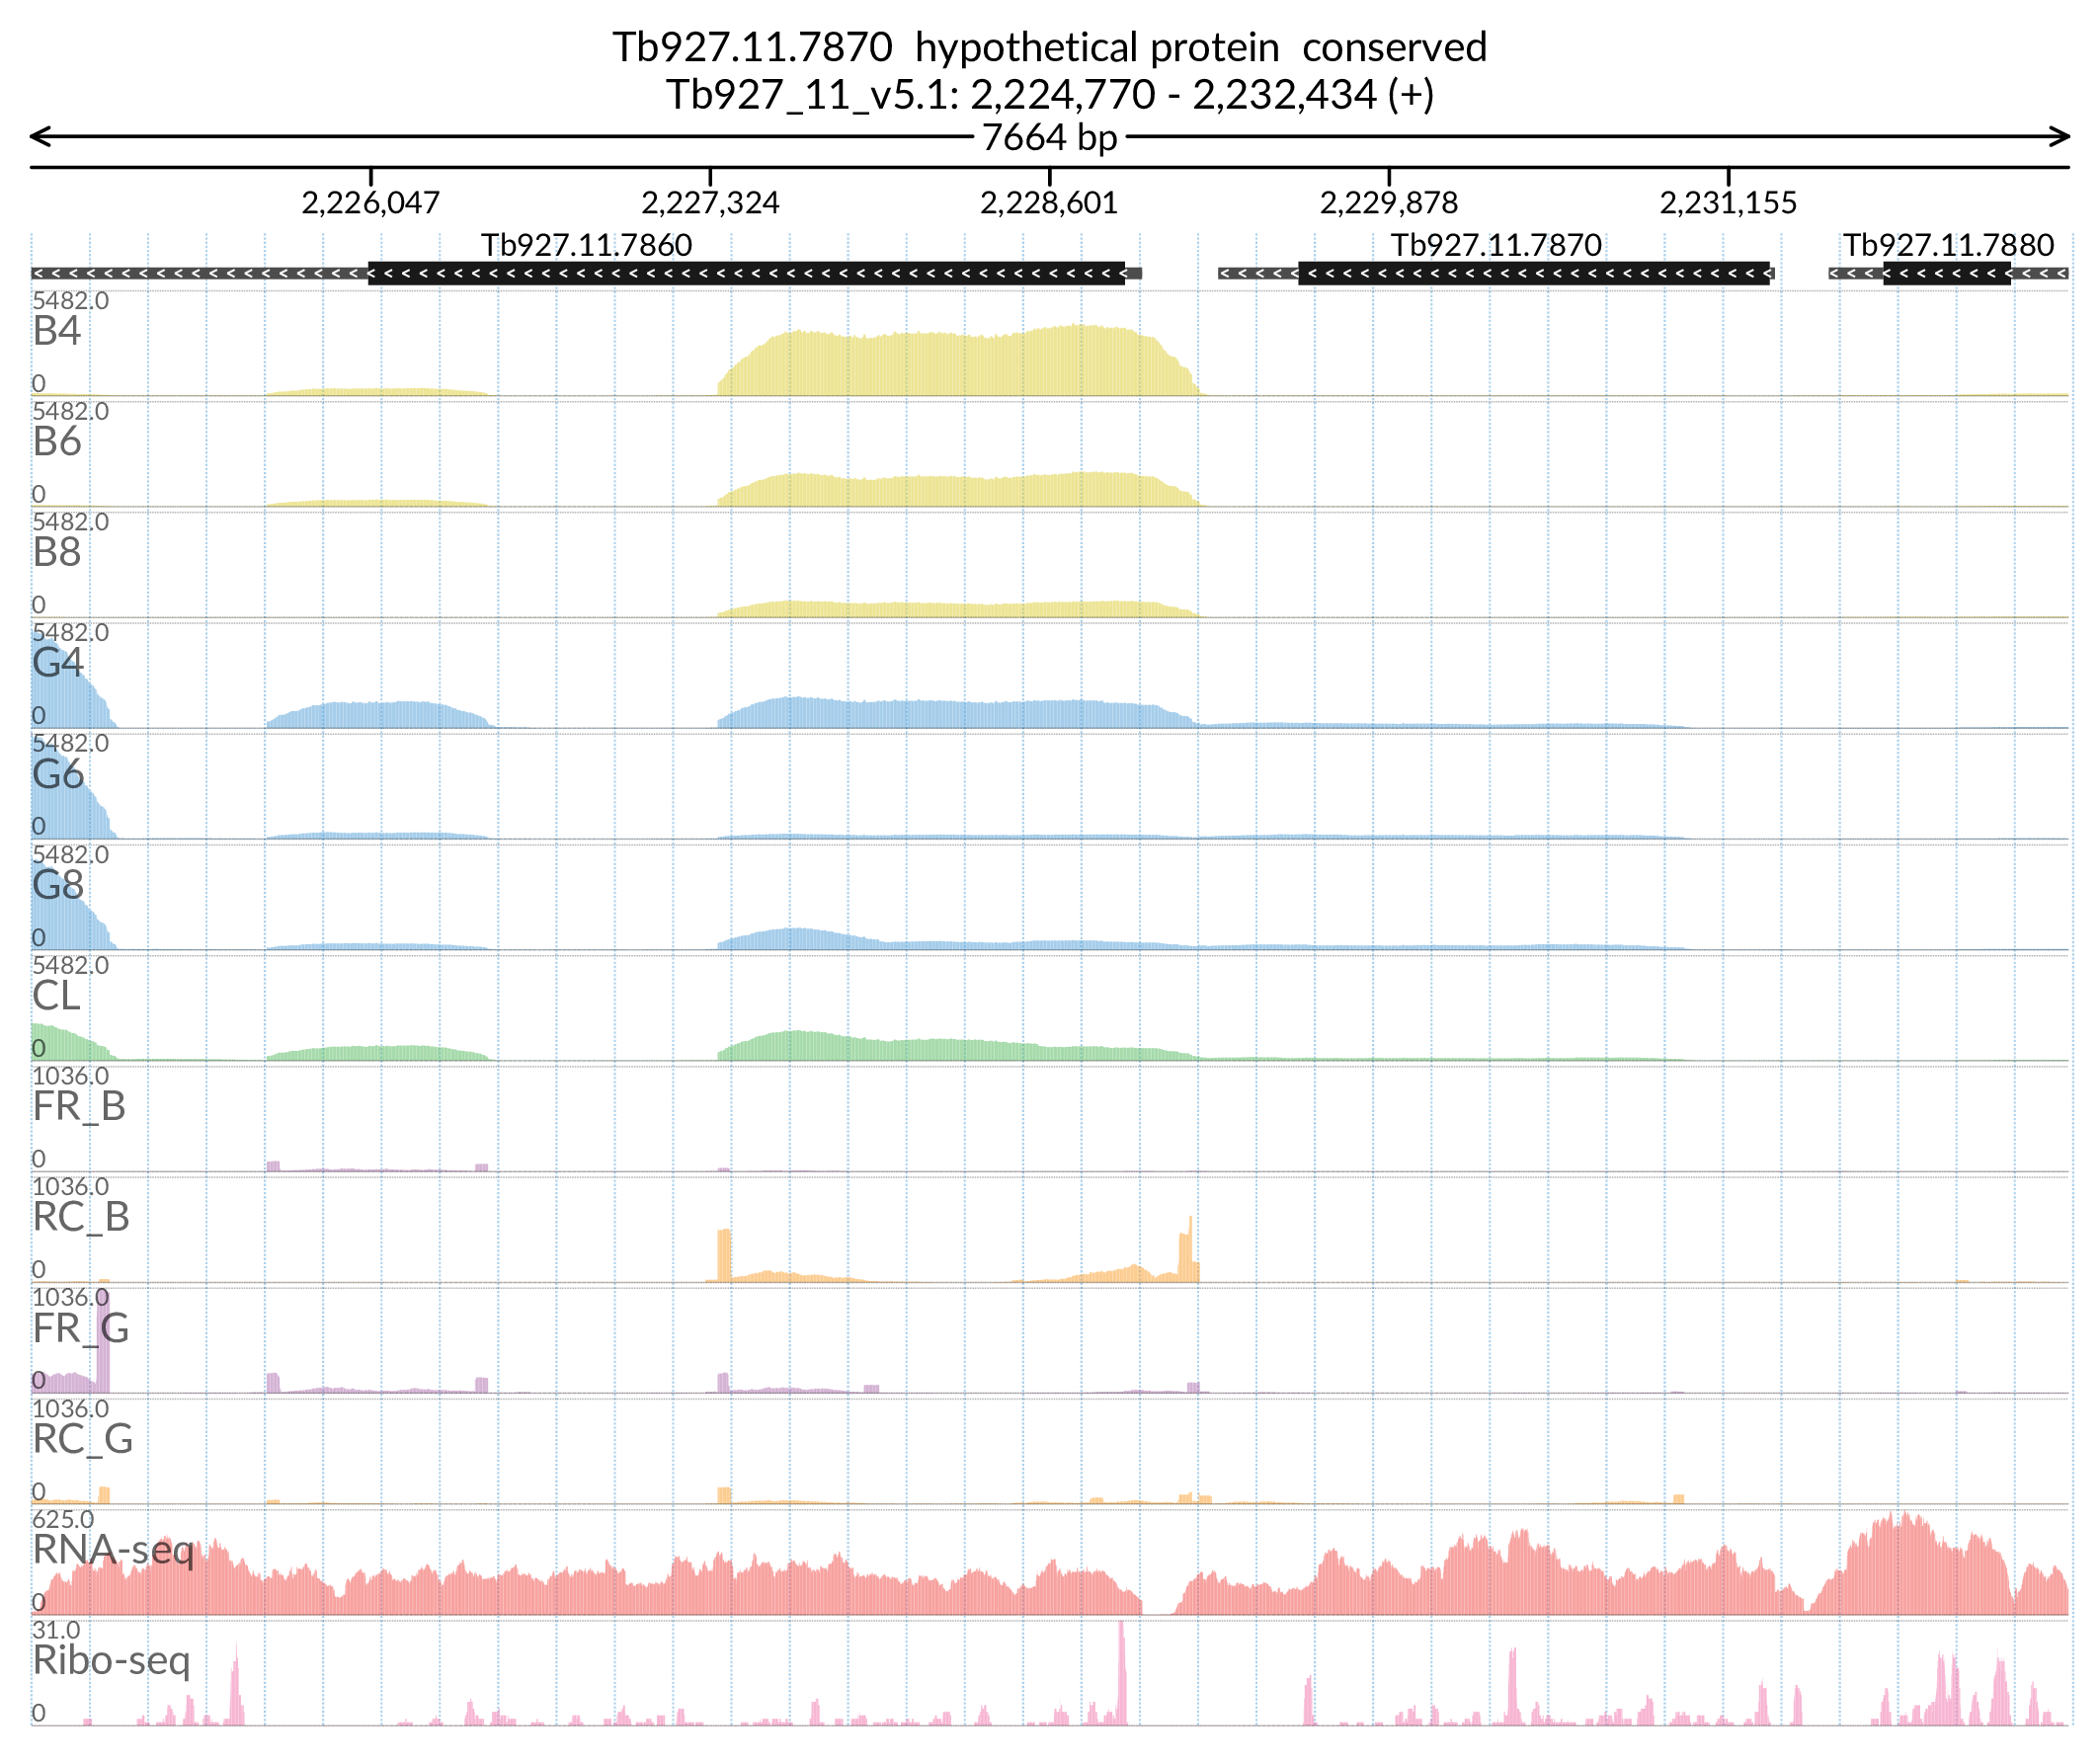 Tb927.11.7870 hypothetical protein conserved
Tb927_11_v5.1: 2,224,770 - 2,232,434 (+)
7664 bp
2,226,047 2,227,324 2,228,601 2,229,878 2,231,155
Tb927.11.7860 Tb927.11.7870 Tb927.11.7880
5482.0
B4
0
5482.0
B6
0
5482.0
B8
0
5482.0
G4
0
5482.0
G6
0
5482.0
G8
0
5482.0
CL
0
1036.0
FR_B
0
1036.0
RC_B
0
1036.0
FR_G
0
1036.0
RC_G
0
625.0
RNA-seq
0
31.0
Ribo-seq
0